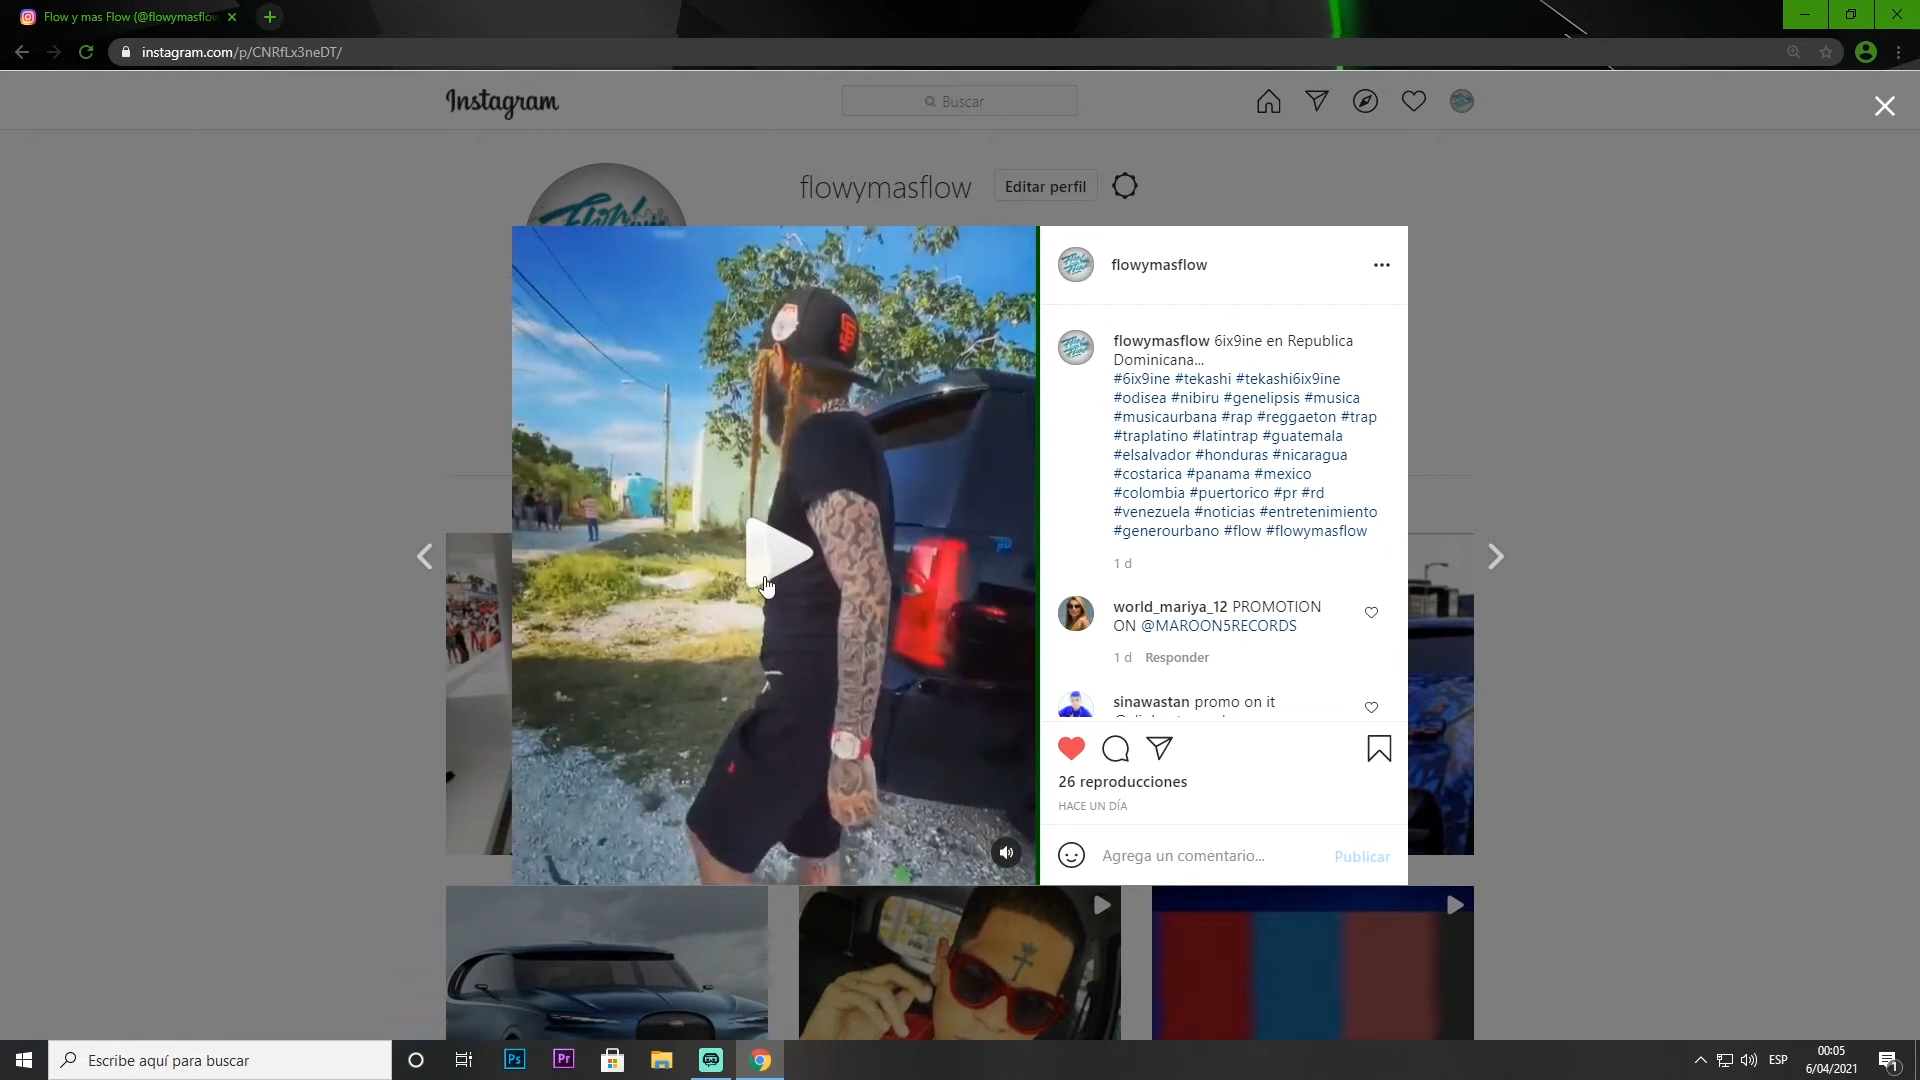 Flow y mas Flow (@flowymasflow
instagram.com/p/CNRfLx3neDT/
Instagram
Buscar
flowymasflow
Editar perfil
flowymasflow
flowymasflow 6ix9ine en Republica
Dominicana...
#6ix9ine #tekashi #tekashi6ix9ine
#odisea #nibiru #genelipsis #musica
#musicaurbana #rap #reggaeton #trap
#traplatino #latintrap #guatemala
#elsalvador #honduras #nicaragua
#costarica #panama #mexico
#colombia #puertorico #pr #rd
#venezuela #noticias #entretenimiento
#generourbano #flow #flowymasflow
1 d
world_mariya_12 PROMOTION
ON @MAROON5RECORDS
1 d Responder
sinawastan promo on it
26 reproducciones
HACE UN DÍA
Agrega un comentario...
Publicar
Escribe aquí para buscar
Ps
Pr
ESP
00:05
6/04/2021
1